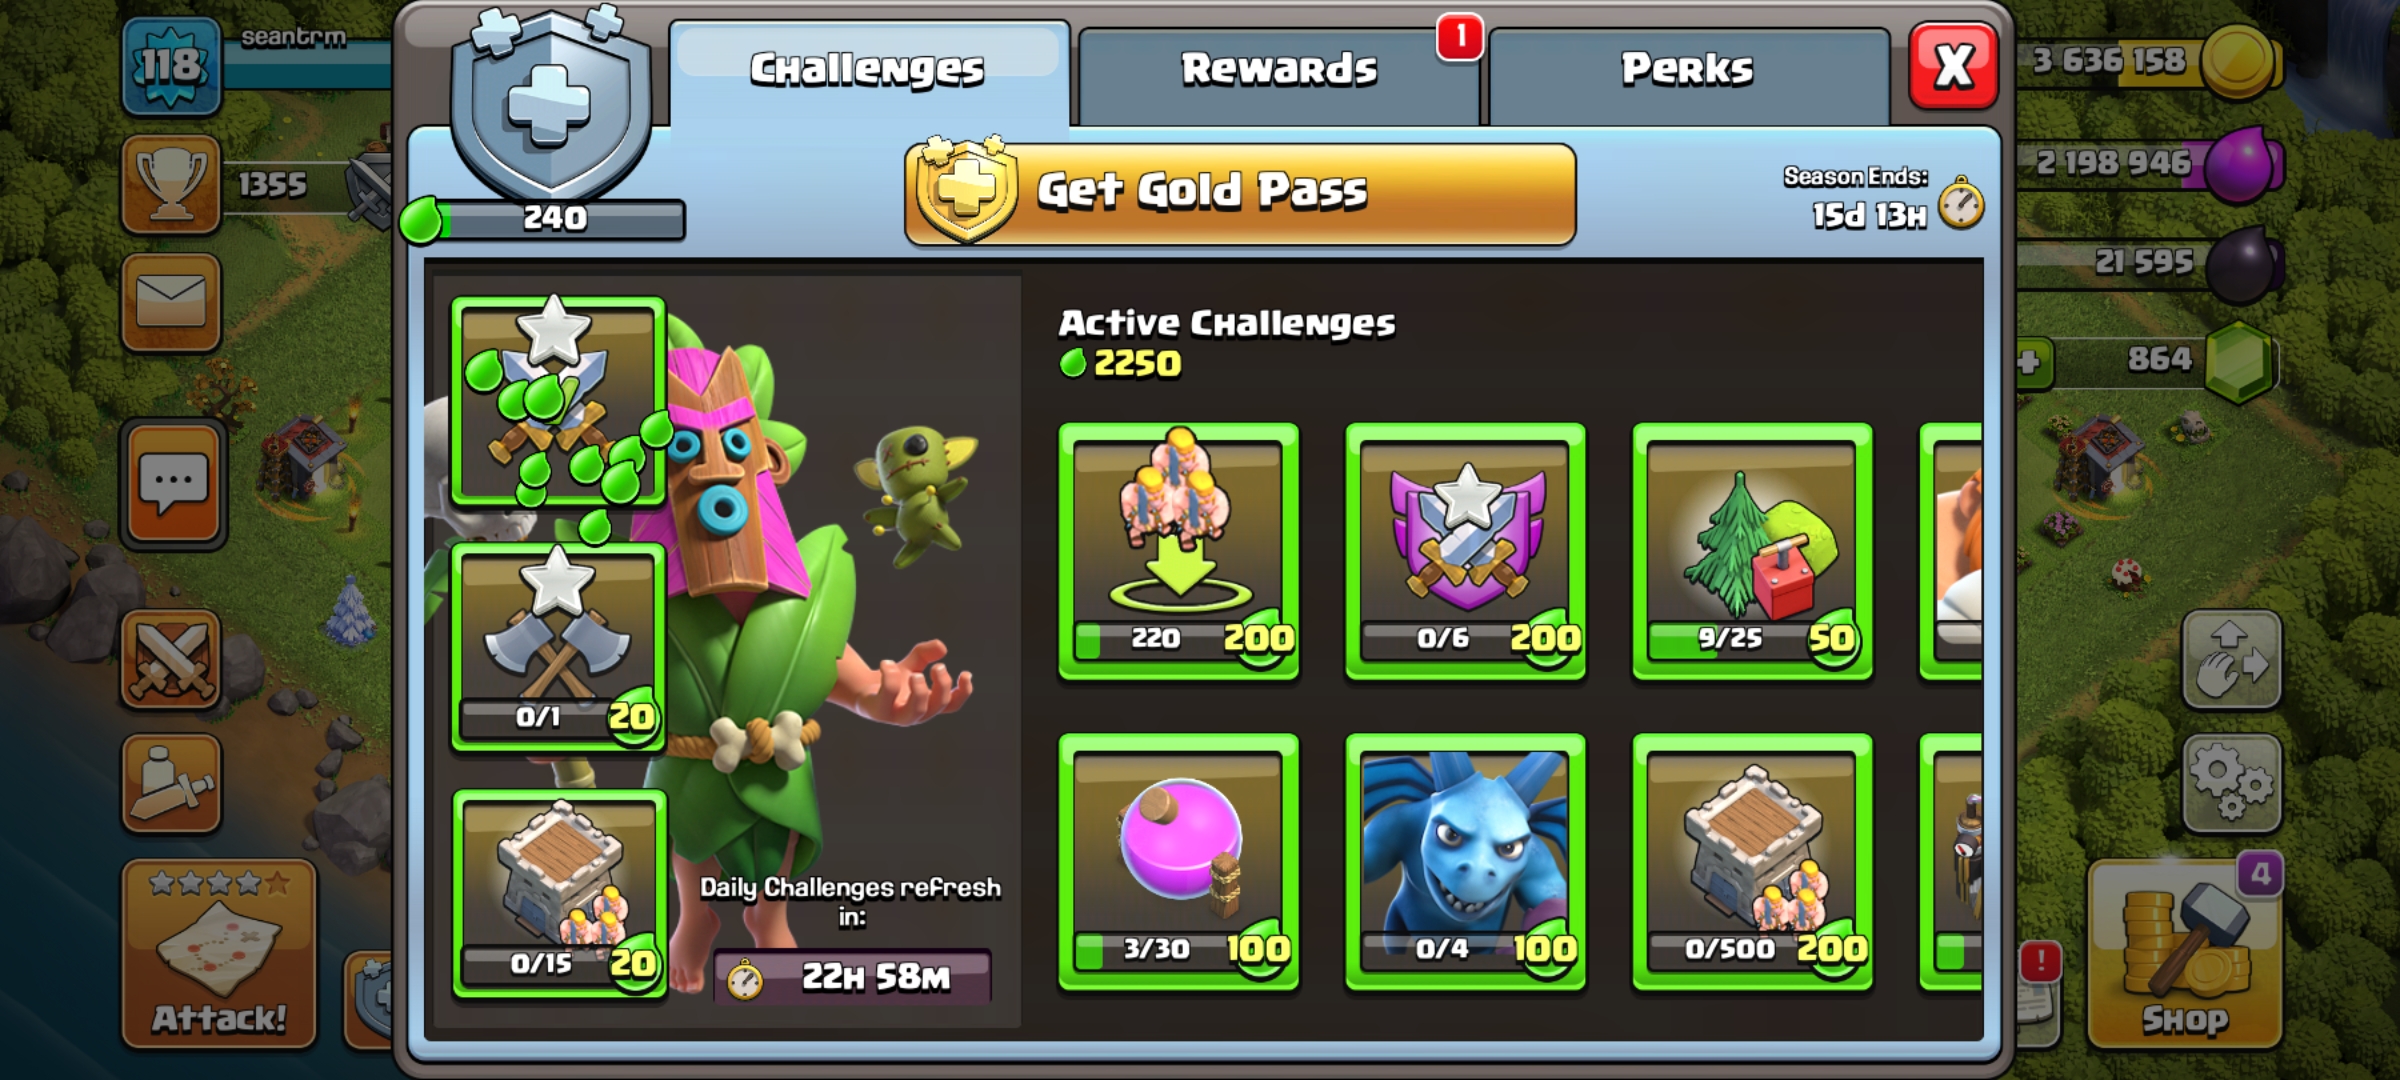 118
seantrm
Challenges
Rewards
1
Perks
X
3 636 158
1355
240
Get Gold Pass
Season Ends:
15d 13H
2 198 946
21 595
864
Active Challenges
2250
220
200
0/6
200
9/25
50
0/1
20
0/15
20
Daily Challenges refresh
in:
22H 58M
3/30
100
0/4
100
0/500
200
Attack!
!
4
Shop